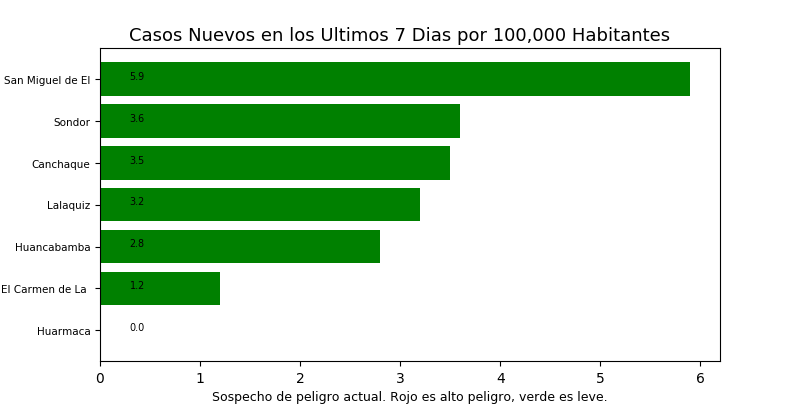 Casos Nuevos en los Ultimos 7 Dias por 100,000 Habitantes
San Miguel de El 5.9
Sondor 3.6
Canchaque 3.5
Lalaquiz 3.2
Huancabamba 2.8
El Carmen de La 1.2
Huarmaca 0.0
0 1 2 3 4 5 6
Sospecho de peligro actual. Rojo es alto peligro, verde es leve.